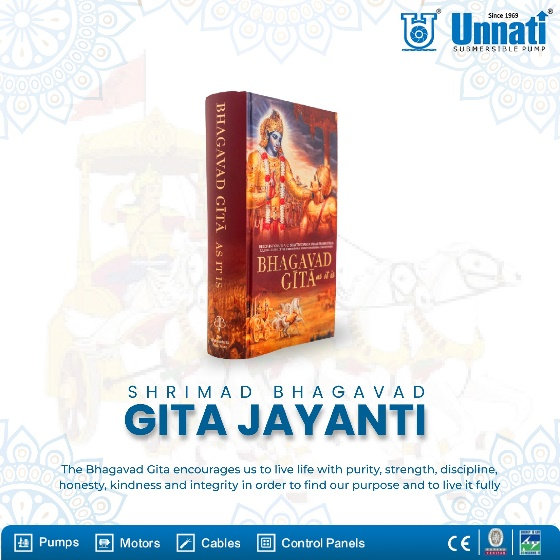 Since 1969
Unnati
SUBMERSIBLE PUMP
BHAGAVAD GĪTĀ AS IT IS
BHAGAVAD
GĪTĀ as it is
SHRIMAD BHAGAVAD
GITA JAYANTI
The Bhagavad Gita encourages us to live life with purity, strength, discipline,
honesty, kindness and integrity in order to find our purpose and to live it fully
Pumps
Motors
Cables
Control Panels
CE